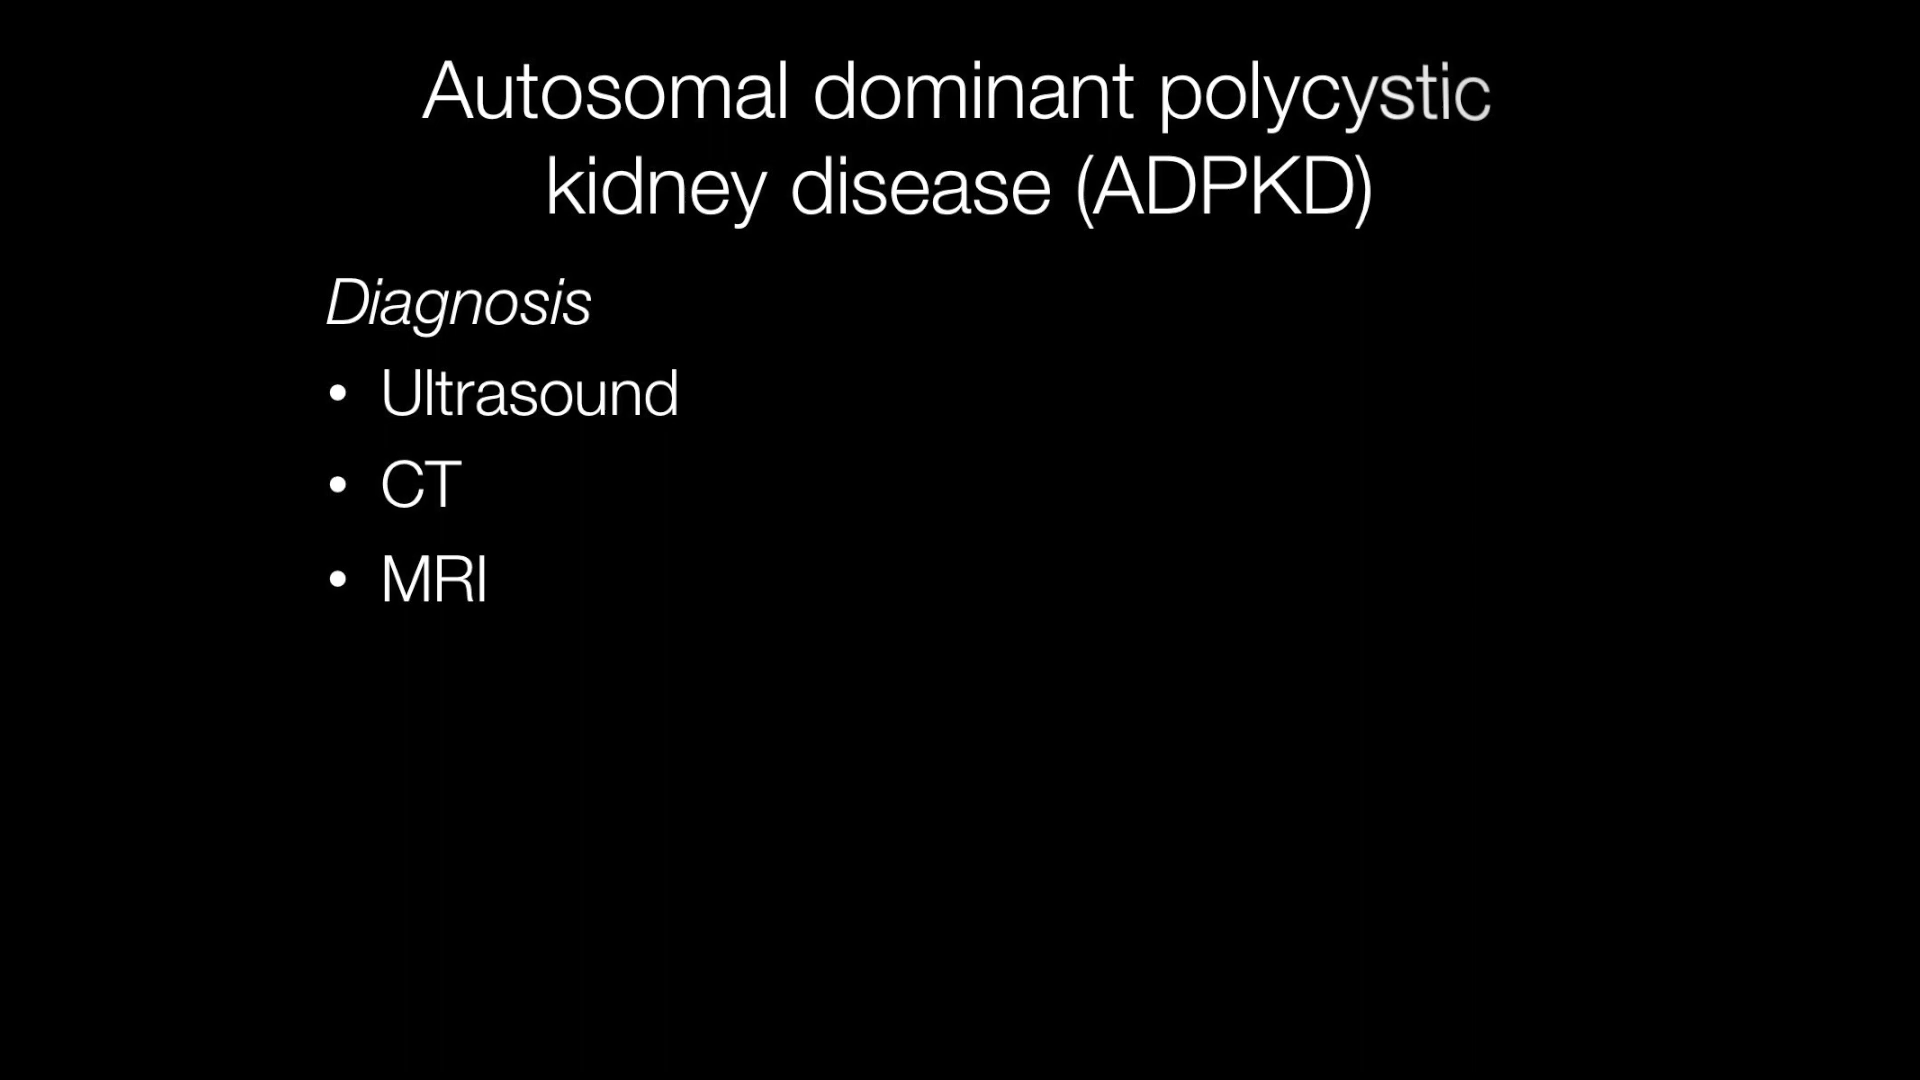 Autosomal dominant polycystic
kidney disease (ADPKD)
Diagnosis
• Ultrasound
• CT
• MRI